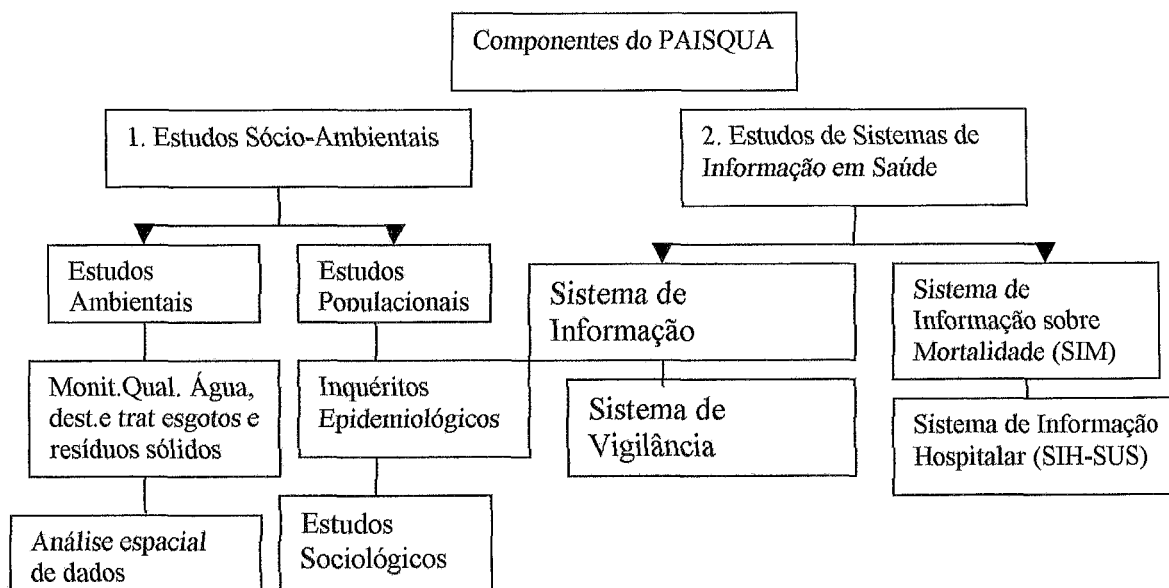 Componentes do PAISQUA
1. Estudos Sócio-Ambientais
2. Estudos de Sistemas de
Informação em Saúde
Estudos
Ambientais
Estudos
Populacionais
Sistema de
Informação
Sistema de
Informação sobre
Mortalidade (SIM)
Monit.Qual. Água,
dest.e trat esgotos e
resíduos sólidos
Inquéritos
Epidemiológicos
Sistema de
Vigilância
Sistema de Informação
Hospitalar (SIH-SUS)
Análise espacial
de dados
Estudos
Sociológicos